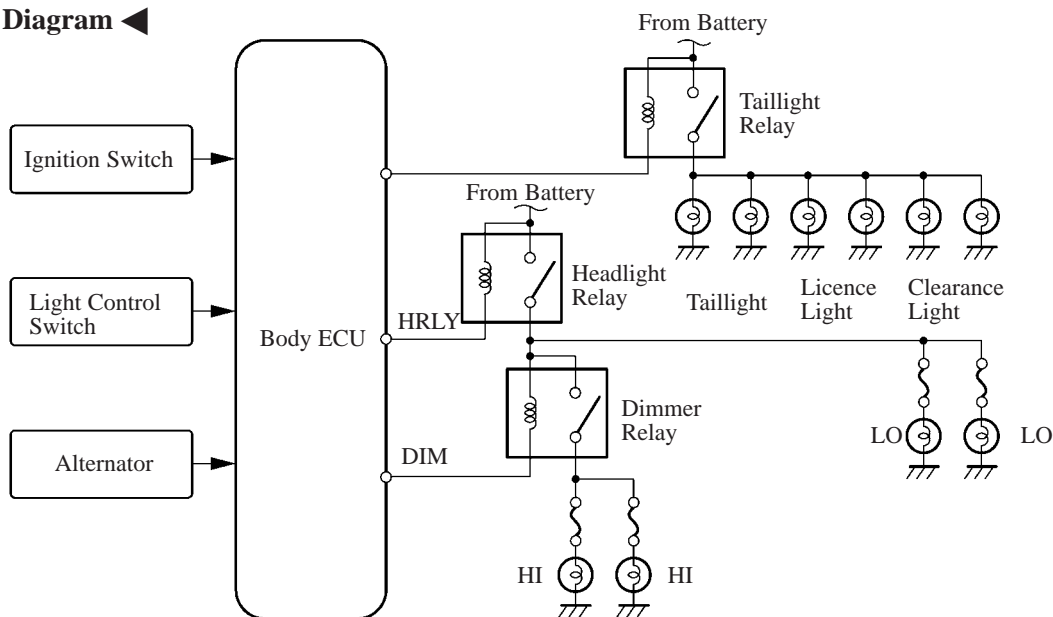 Diagram
From Battery
Taillight
Relay
Ignition Switch
From Battery
Headlight
Relay
Taillight
Licence
Light
Clearance
Light
Light Control
Switch
HRLY
Body ECU
Dimmer
Relay
LO
LO
Alternator
DIM
HI
HI